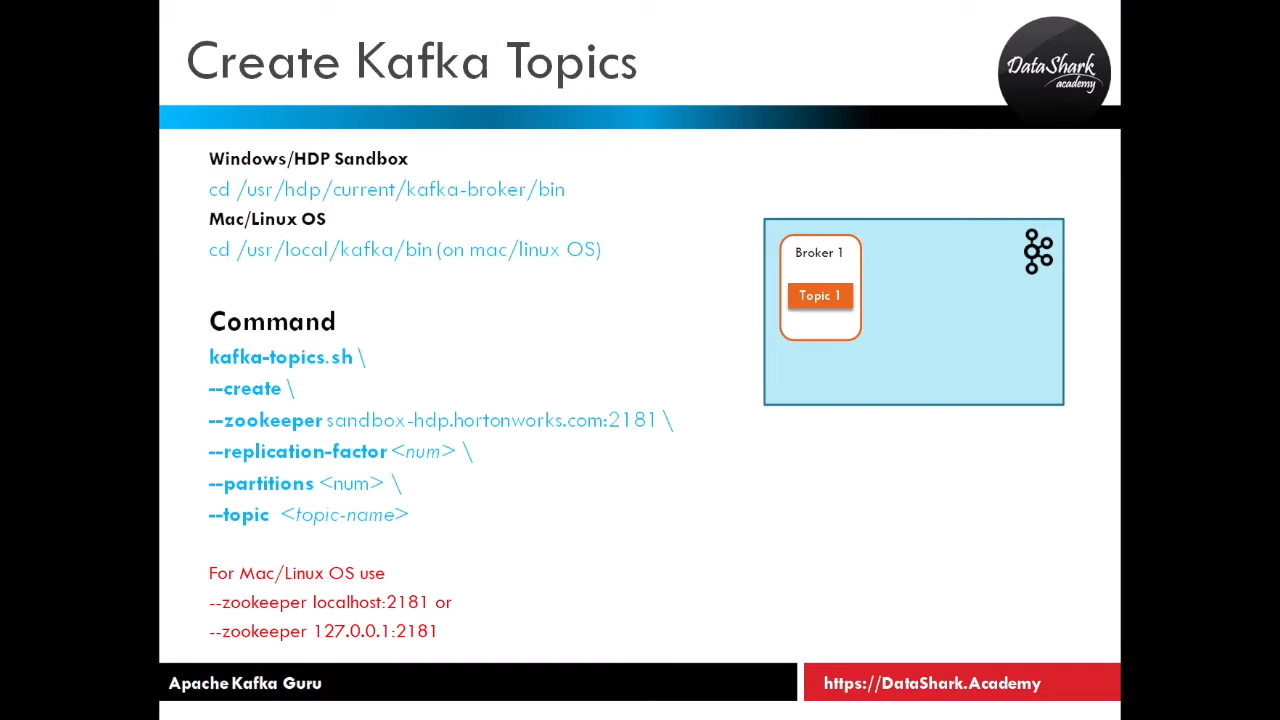 Create Kafka Topics
DataShark
academy
Windows/HDP Sandbox
cd /usr/hdp/current/kafka-broker/bin
Mac/Linux OS
cd /usr/local/kafka/bin (on mac/linux OS)
Broker 1
Topic 1
Command
kafka-topics.sh \
--create \
--zookeeper sandbox-hdp.hortonworks.com:2181 \
--replication-factor <num> \
--partitions <num> \
--topic <topic-name>
For Mac/Linux OS use
--zookeeper localhost:2181 or
--zookeeper 127.0.0.1:2181
Apache Kafka Guru
https://DataShark.Academy